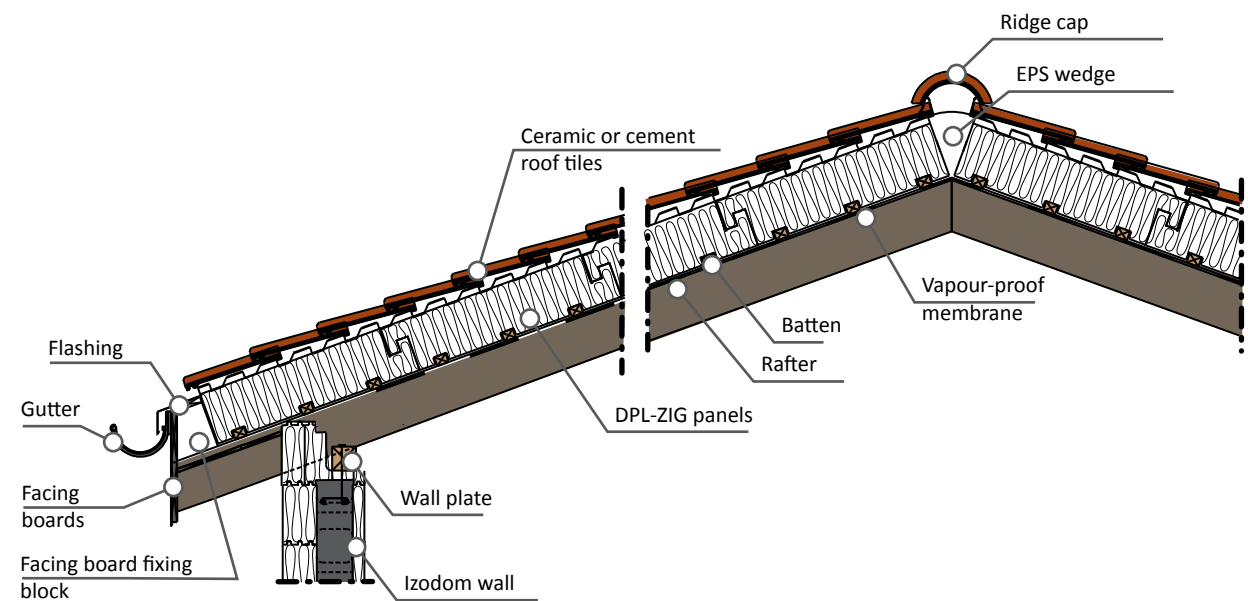 Ridge cap
EPS wedge
Ceramic or cement
roof tiles
Vapour-proof
membrane
Batten
Flashing
Rafter
Gutter
DPL-ZIG panels
Facing
boards
Wall plate
Facing board fixing
block
Izodom wall